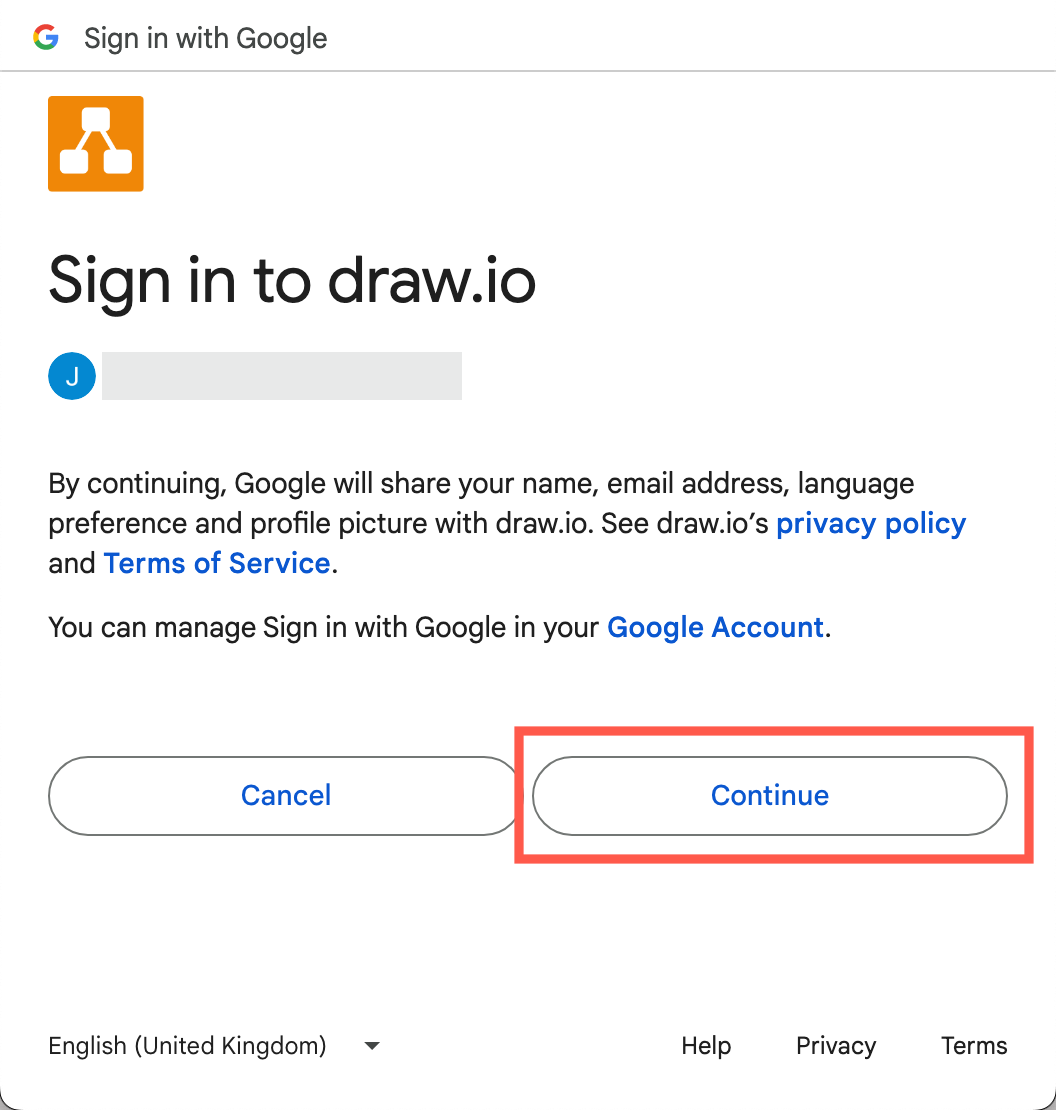 Sign in with Google
Sign in to draw.io
J
By continuing, Google will share your name, email address, language
preference and profile picture with draw.io. See draw.io’s privacy policy
and Terms of Service.
You can manage Sign in with Google in your Google Account.
Cancel Continue
English (United Kingdom) Help Privacy Terms